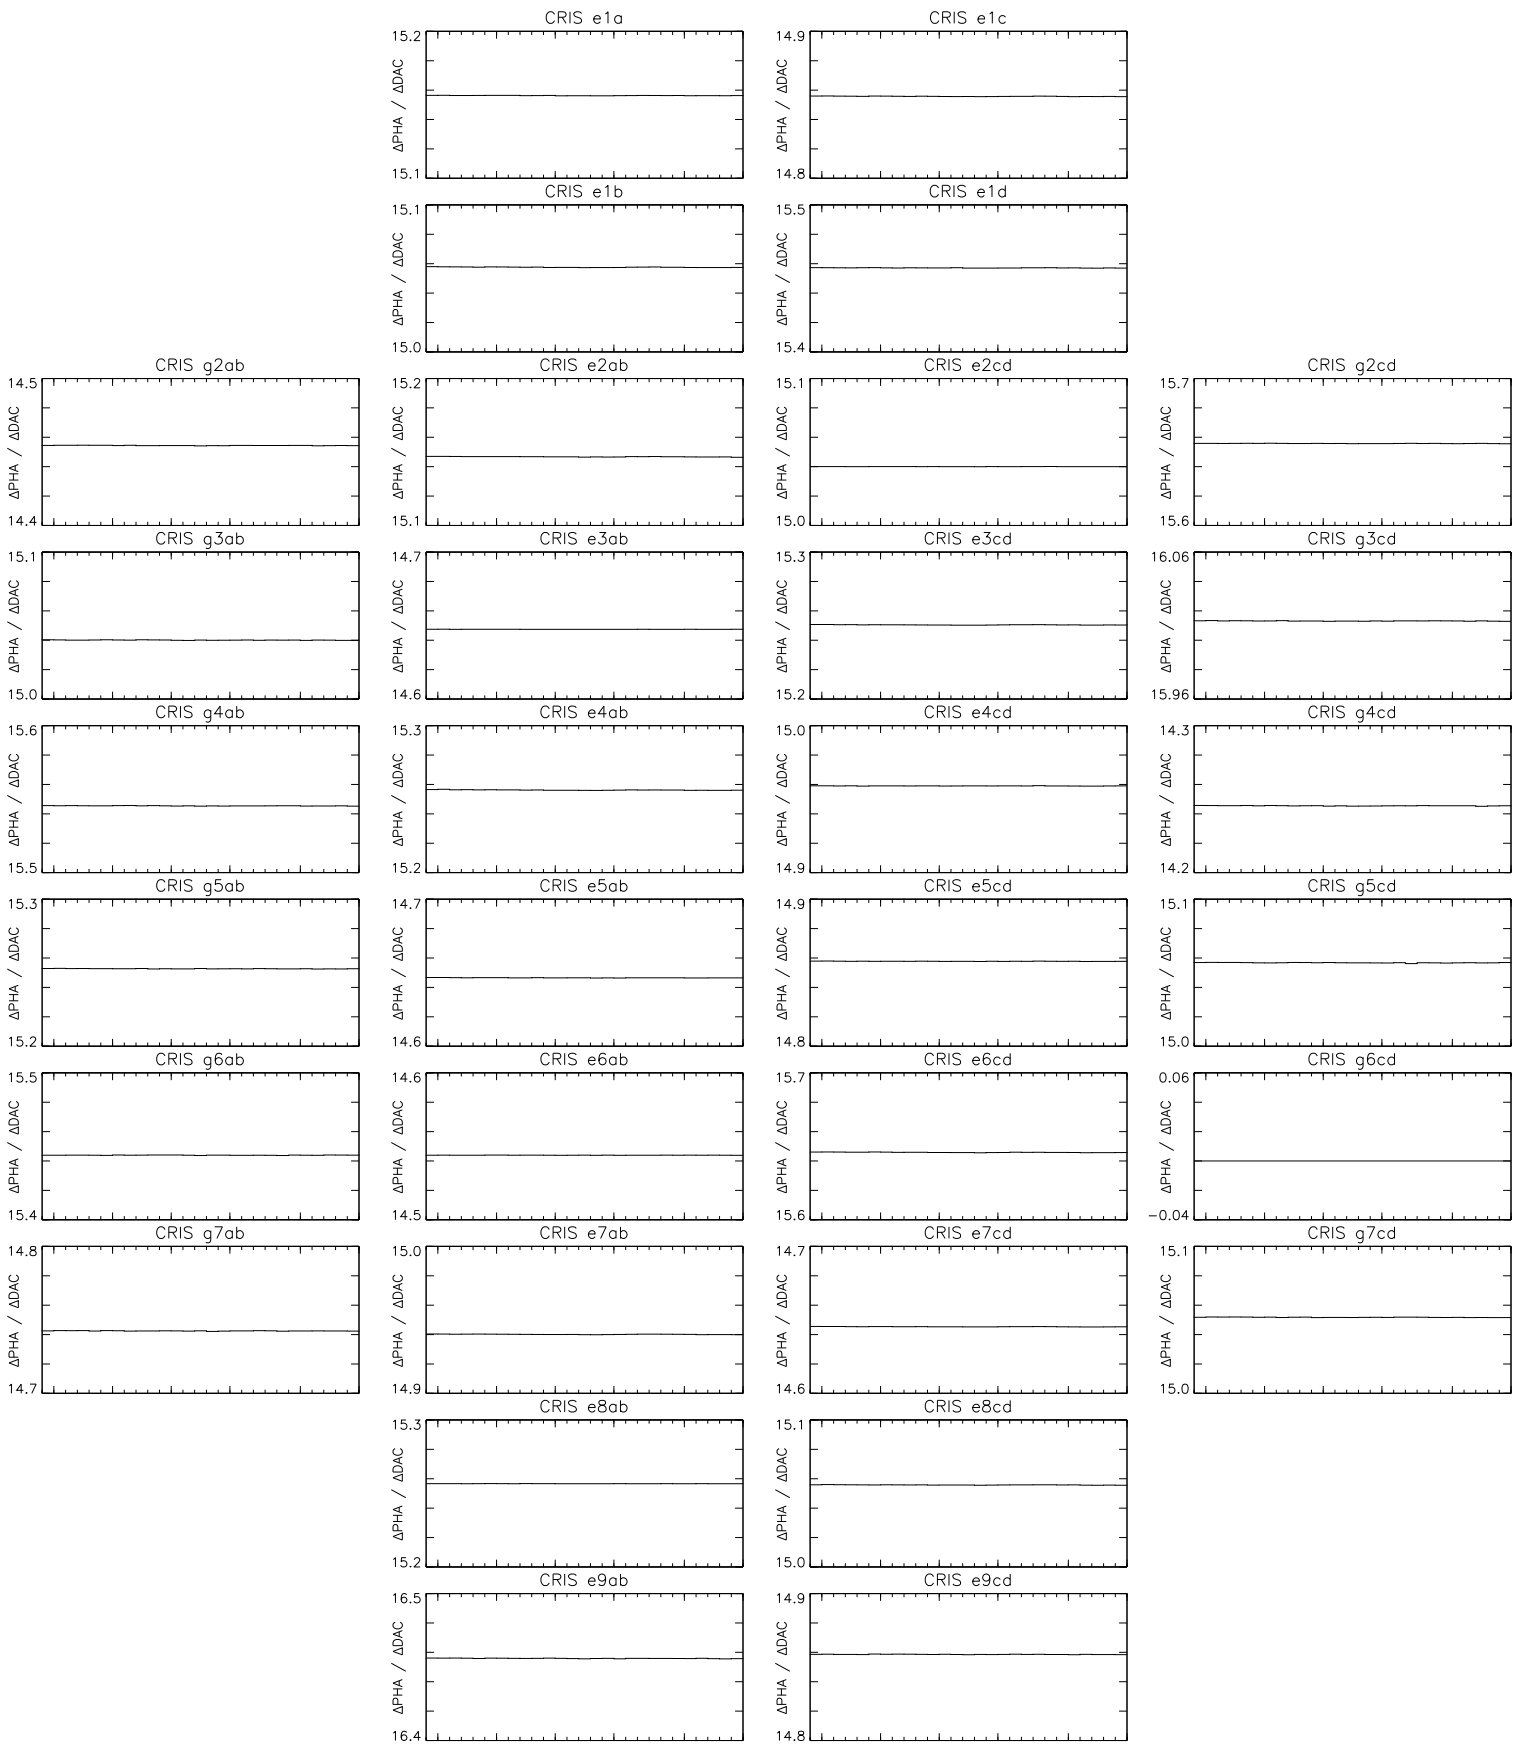 CRIS e1a
CRIS e1c
15.2
ΔPHA / ΔDAC
15.1
14.9
ΔPHA / ΔDAC
14.8
CRIS e1b
CRIS e1d
15.1
ΔPHA / ΔDAC
15.0
15.5
ΔPHA / ΔDAC
15.4
CRIS g2ab
CRIS e2ab
CRIS e2cd
CRIS g2cd
14.5
ΔPHA / ΔDAC
14.4
15.2
ΔPHA / ΔDAC
15.1
15.1
ΔPHA / ΔDAC
15.0
15.7
ΔPHA / ΔDAC
15.6
CRIS g3ab
CRIS e3ab
CRIS e3cd
CRIS g3cd
15.1
ΔPHA / ΔDAC
15.0
14.7
ΔPHA / ΔDAC
14.6
15.3
ΔPHA / ΔDAC
15.2
16.06
ΔPHA / ΔDAC
15.96
CRIS g4ab
CRIS e4ab
CRIS e4cd
CRIS g4cd
15.6
ΔPHA / ΔDAC
15.5
15.3
ΔPHA / ΔDAC
15.2
15.0
ΔPHA / ΔDAC
14.9
14.3
ΔPHA / ΔDAC
14.2
CRIS g5ab
CRIS e5ab
CRIS e5cd
CRIS g5cd
15.3
ΔPHA / ΔDAC
15.2
14.7
ΔPHA / ΔDAC
14.6
14.9
ΔPHA / ΔDAC
14.8
15.1
ΔPHA / ΔDAC
15.0
CRIS g6ab
CRIS e6ab
CRIS e6cd
CRIS g6cd
15.5
ΔPHA / ΔDAC
15.4
14.6
ΔPHA / ΔDAC
14.5
15.7
ΔPHA / ΔDAC
15.6
0.06
ΔPHA / ΔDAC
−0.04
CRIS g7ab
CRIS e7ab
CRIS e7cd
CRIS g7cd
14.8
ΔPHA / ΔDAC
14.7
15.0
ΔPHA / ΔDAC
14.9
14.7
ΔPHA / ΔDAC
14.6
15.1
ΔPHA / ΔDAC
15.0
CRIS e8ab
CRIS e8cd
15.3
ΔPHA / ΔDAC
15.2
15.1
ΔPHA / ΔDAC
15.0
CRIS e9ab
CRIS e9cd
16.5
ΔPHA / ΔDAC
16.4
14.9
ΔPHA / ΔDAC
14.8